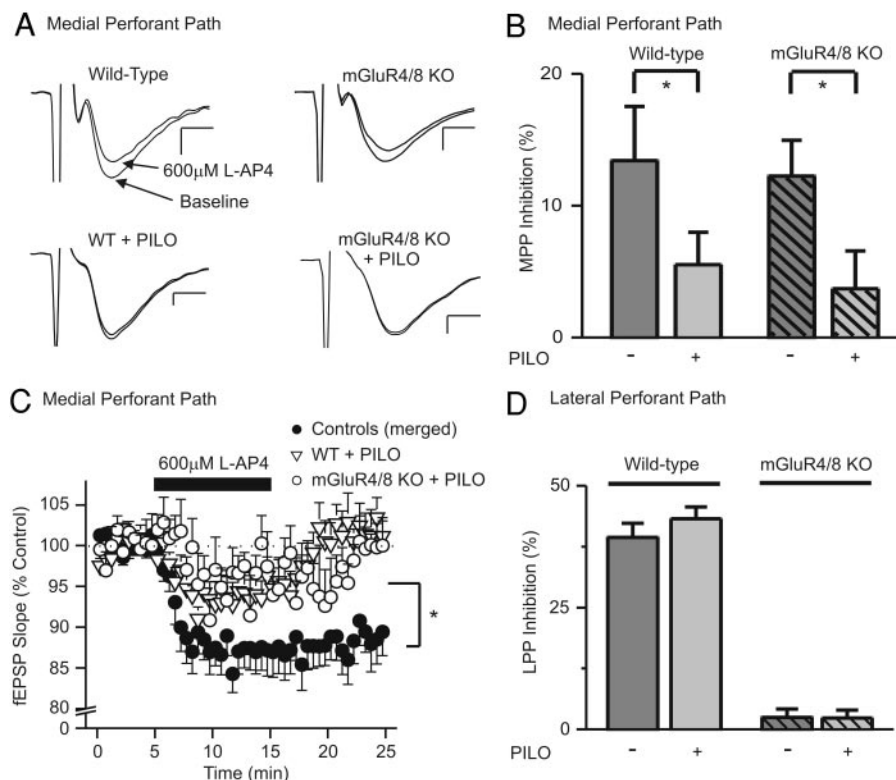 A Medial Perforant Path
Wild-Type
mGluR4/8 KO
600µM L-AP4
Baseline
WT + PILO
mGluR4/8 KO
+ PILO
B Medial Perforant Path
Wild-type
mGluR4/8 KO
20
*
*
10
0
MPP Inhibition (%)
PILO - + - +
C Medial Perforant Path
● Controls (merged)
▽ WT + PILO
○ mGluR4/8 KO + PILO
600µM L-AP4
105
100
95
90
85
80
0
*
fEPSP Slope (% Control)
0 5 10 15 20 25
Time (min)
D Lateral Perforant Path
Wild-type
mGluR4/8 KO
50
25
0
LPP Inhibition (%)
PILO - + - +